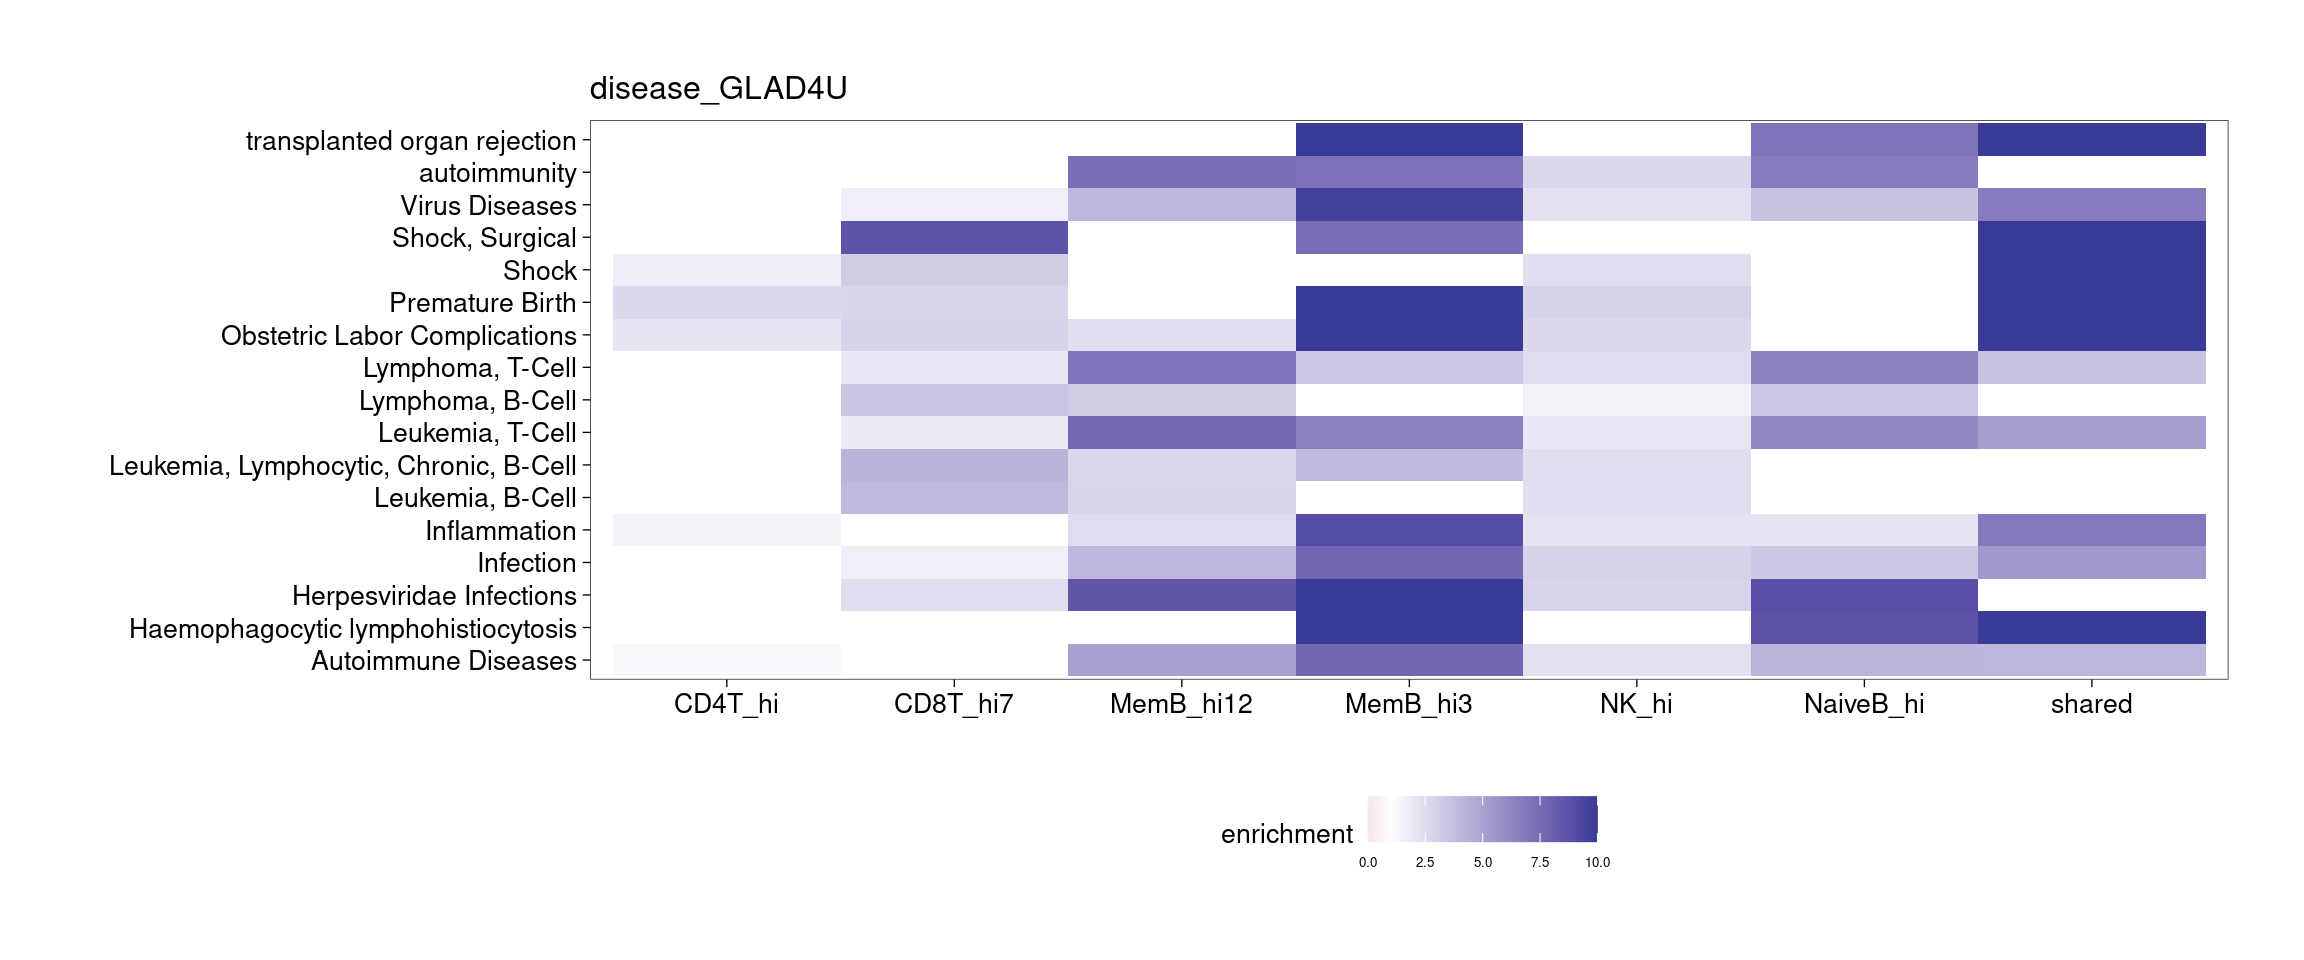 disease_GLAD4U
transplanted organ rejection
autoimmunity
Virus Diseases
Shock, Surgical
Shock
Premature Birth
Obstetric Labor Complications
Lymphoma, T-Cell
Lymphoma, B-Cell
Leukemia, T-Cell
Leukemia, Lymphocytic, Chronic, B-Cell
Leukemia, B-Cell
Inflammation
Infection
Herpesviridae Infections
Haemophagocytic lymphohistiocytosis
Autoimmune Diseases
CD4T_hi CD8T_hi7 MemB_hi12 MemB_hi3 NK_hi NaiveB_hi shared
enrichment
0.0 2.5 5.0 7.5 10.0